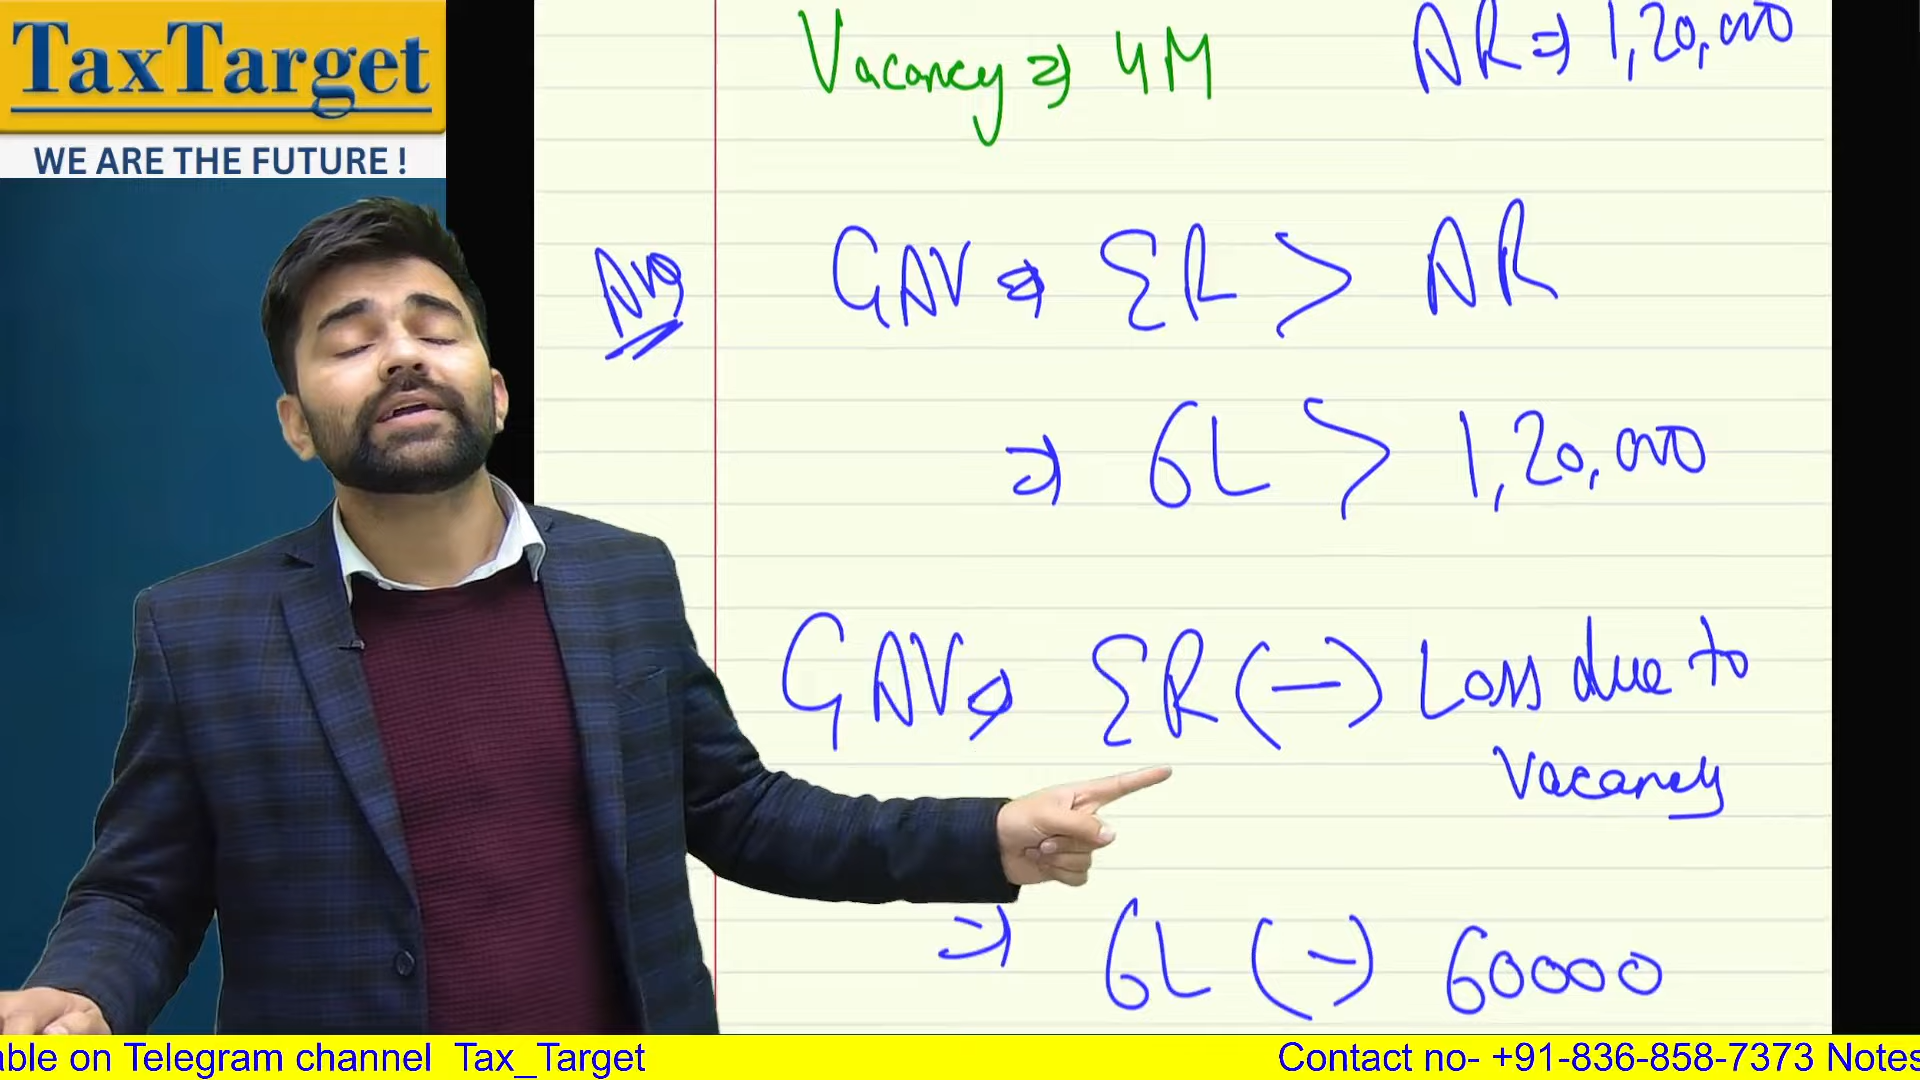 TaxTarget
WE ARE THE FUTURE !
Vacancy ⇒ 4M
AR ⇒ 1,20,000
GAV ⇒ ER > AR
⇒ 6L > 1,20,000
GAV ⇒ ER (-) Loss due to
Vacancy
⇒ 6L (-) 60000
able on Telegram channel Tax_Target
Contact no- +91-836-858-7373 Notes